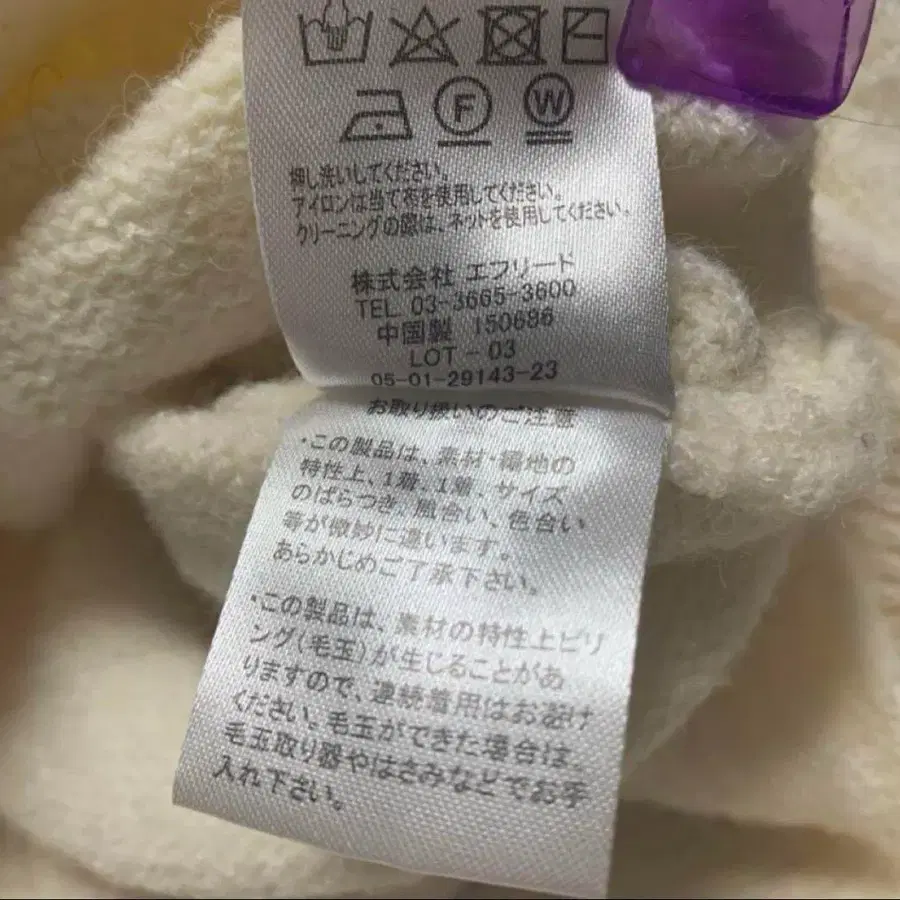 F W
押し洗いしてください。
アイロンは当て布を使用してください。
クリーニングの際は、ネットを使用してください。
株式会社 エフリード
TEL 03-3665-3600
中国製 150686
LOT - 03
05-01-29143-23
お取り扱いのご注意
・この製品は、素材・編地の
特性上、1着、1着、サイズ
のばらつき、風合い、色合い
等が微妙に違います。
あらかじめご了承下さい。
・この製品は、素材の特性上ピリ
ング(毛玉)が生じることがあ
りますので、連続着用はお避け
ください。毛玉ができた場合は、
毛玉取り器やはさみなどでお手
入れ下さい。